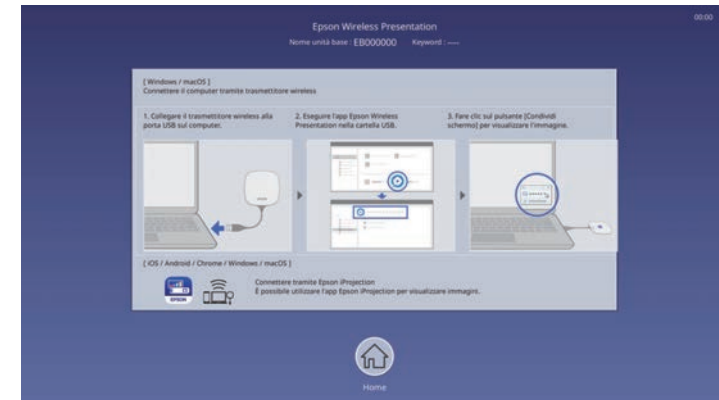 00:00
Epson Wireless Presentation
Nome unità base : EB000000 Keyword : ----
[ Windows / macOS ]
Connettere il computer tramite trasmettitore wireless
1. Collegare il trasmettitore wireless alla
porta USB sul computer.
2. Eseguire l'app Epson Wireless
Presentation nella cartella USB.
3. Fare clic sul pulsante [Condividi
schermo] per visualizzare l'immagine.
[ iOS / Android / Chrome / Windows / macOS ]
EPSON
Connettere tramite Epson iProjection
È possibile utilizzare l'app Epson iProjection per visualizzare immagini.
Home